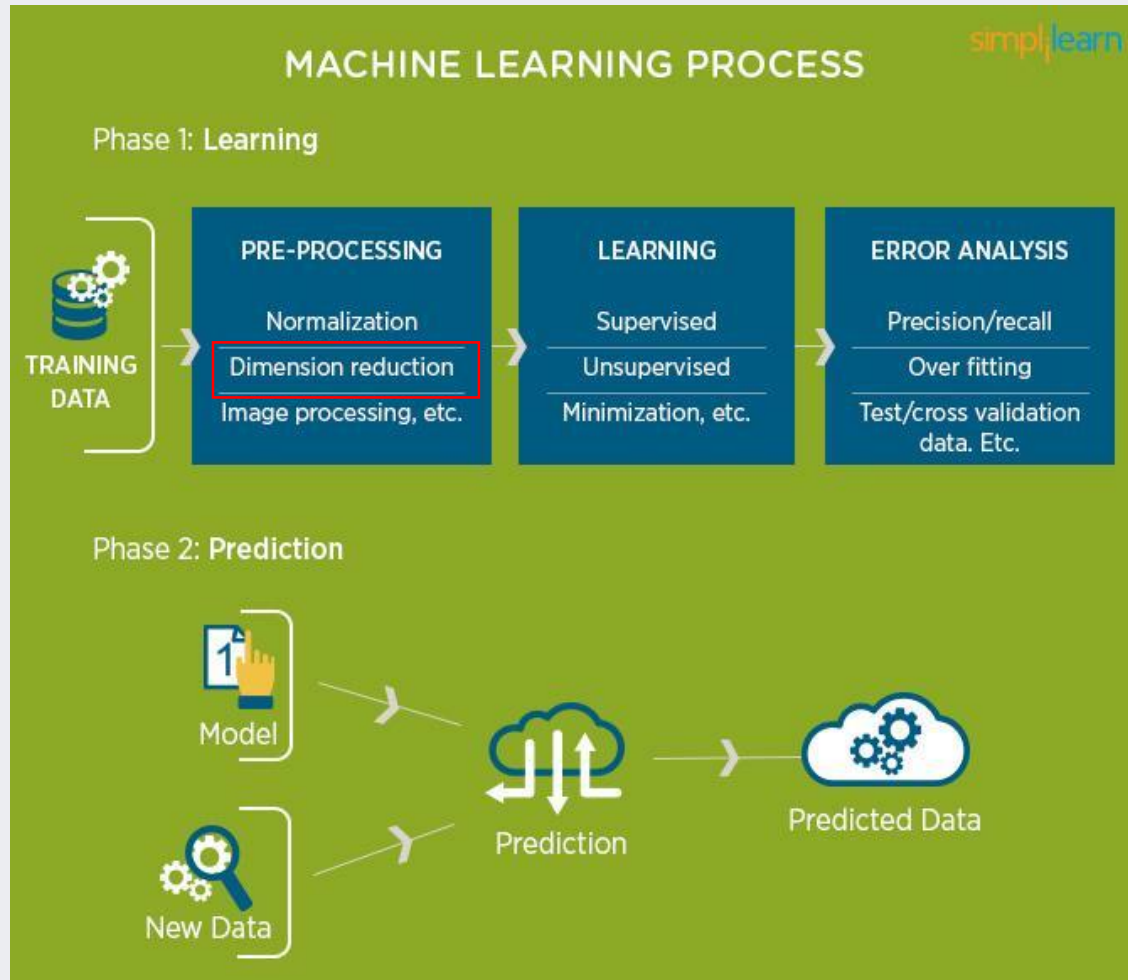 simplilearn
MACHINE LEARNING PROCESS
Phase 1: Learning
TRAINING
DATA
PRE-PROCESSING
Normalization
Dimension reduction
Image processing, etc.
LEARNING
Supervised
Unsupervised
Minimization, etc.
ERROR ANALYSIS
Precision/recall
Over fitting
Test/cross validation
data. Etc.
Phase 2: Prediction
1
Model
New Data
Prediction
Predicted Data